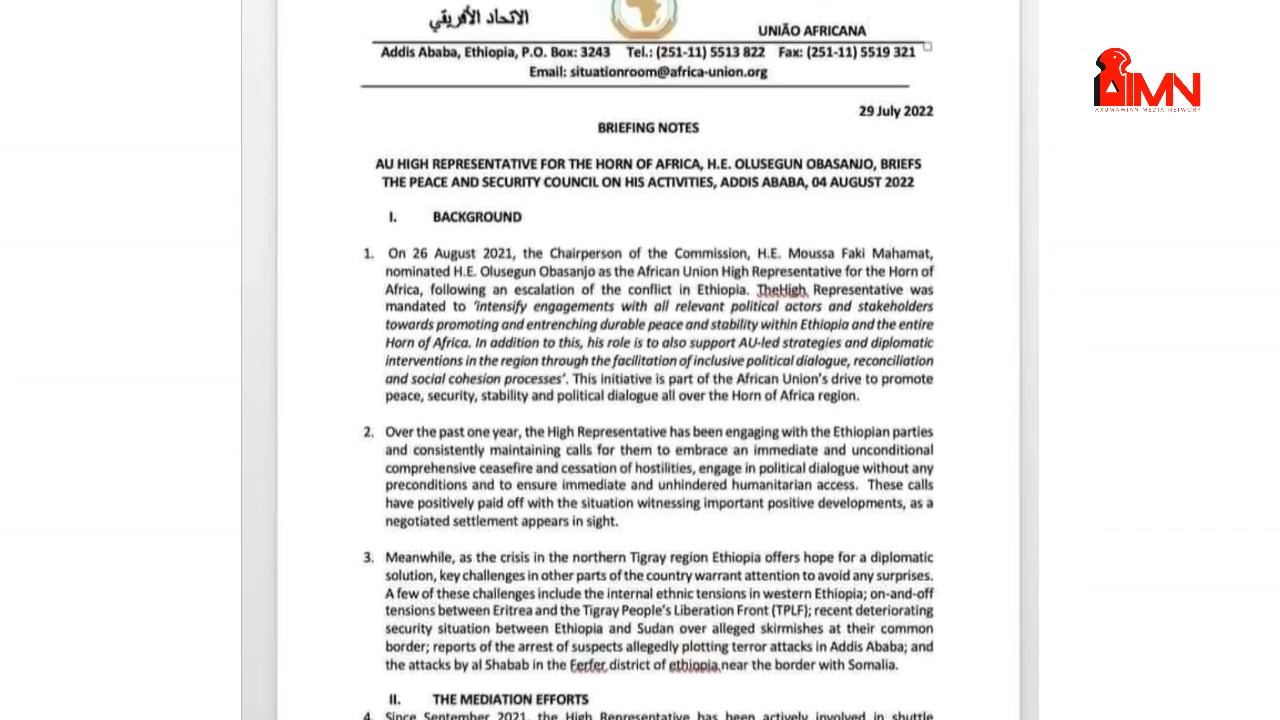 الاتحاد الأفريقي
UNIÃO AFRICANA
Addis Ababa, Ethiopia, P.O. Box: 3243 Tel.: (251-11) 5513 822 Fax: (251-11) 5519 321
Email: situationroom@africa-union.org
AIMN
AXUMAWIAN MEDIA NETWORK
29 July 2022
BRIEFING NOTES
AU HIGH REPRESENTATIVE FOR THE HORN OF AFRICA, H.E. OLUSEGUN OBASANJO, BRIEFS
THE PEACE AND SECURITY COUNCIL ON HIS ACTIVITIES, ADDIS ABABA, 04 AUGUST 2022
I. BACKGROUND
1. On 26 August 2021, the Chairperson of the Commission, H.E. Moussa Faki Mahamat,
nominated H.E. Olusegun Obasanjo as the African Union High Representative for the Horn of
Africa, following an escalation of the conflict in Ethiopia. TheHigh Representative was
mandated to 'intensify engagements with all relevant political actors and stakeholders
towards promoting and entrenching durable peace and stability within Ethiopia and the entire
Horn of Africa. In addition to this, his role is to also support AU-led strategies and diplomatic
interventions in the region through the facilitation of inclusive political dialogue, reconciliation
and social cohesion processes'. This initiative is part of the African Union's drive to promote
peace, security, stability and political dialogue all over the Horn of Africa region.
2. Over the past one year, the High Representative has been engaging with the Ethiopian parties
and consistently maintaining calls for them to embrace an immediate and unconditional
comprehensive ceasefire and cessation of hostilities, engage in political dialogue without any
preconditions and to ensure immediate and unhindered humanitarian access. These calls
have positively paid off with the situation witnessing important positive developments, as a
negotiated settlement appears in sight.
3. Meanwhile, as the crisis in the northern Tigray region Ethiopia offers hope for a diplomatic
solution, key challenges in other parts of the country warrant attention to avoid any surprises.
A few of these challenges include the internal ethnic tensions in western Ethiopia; on-and-off
tensions between Eritrea and the Tigray People's Liberation Front (TPLF); recent deteriorating
security situation between Ethiopia and Sudan over alleged skirmishes at their common
border; reports of the arrest of suspects allegedly plotting terror attacks in Addis Ababa; and
the attacks by al Shabab in the Ferfer district of ethiopia near the border with Somalia.
II. THE MEDIATION EFFORTS
4. Since September 2021, the High Representative has been actively involved in shuttle